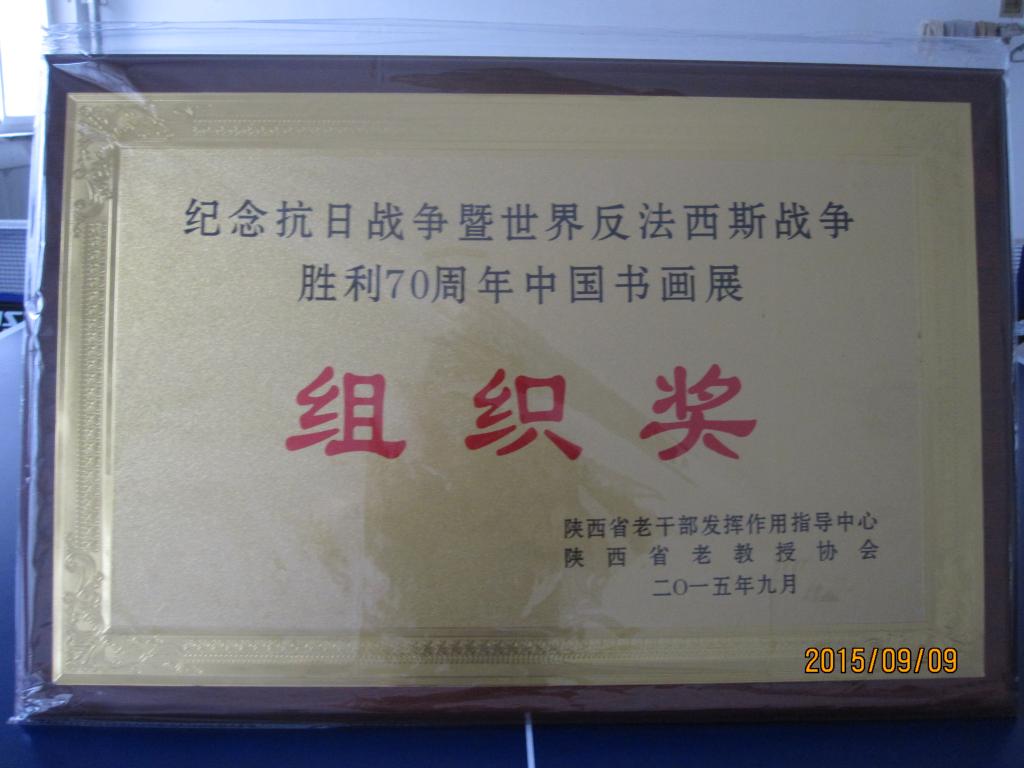 纪念抗日战争暨世界反法西斯战争
胜利70周年中国书画展
组织奖
陕西省老干部发挥作用指导中心
陕西省老教授协会
二〇一五年九月
2015/09/09